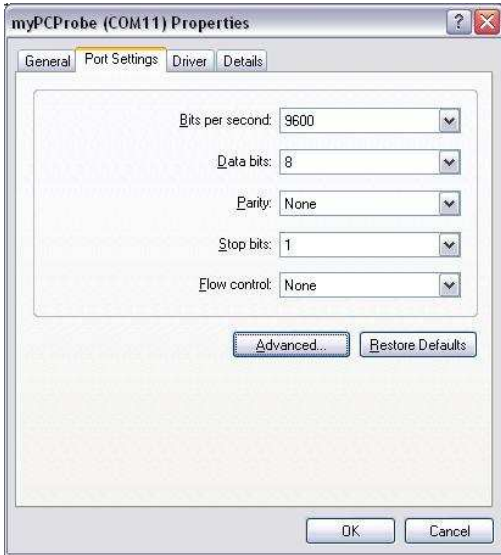 myPCProbe (COM11) Properties
General Port Settings Driver Details
Bits per second: 9600
Data bits: 8
Parity: None
Stop bits: 1
Flow control: None
Advanced... Restore Defaults
OK Cancel